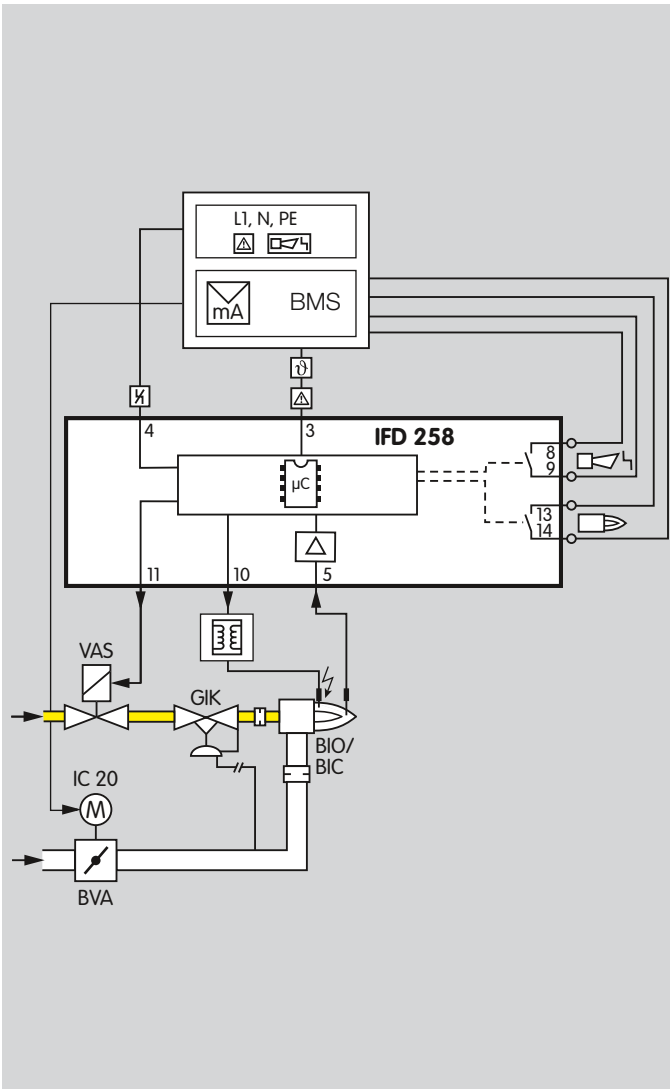 L1, N, PE
mA
BMS
ϑ
4
3
IFD 258
µC
8
9
13
14
11
10
5
VAS
GIK
BIO/
BIC
IC 20
M
BVA